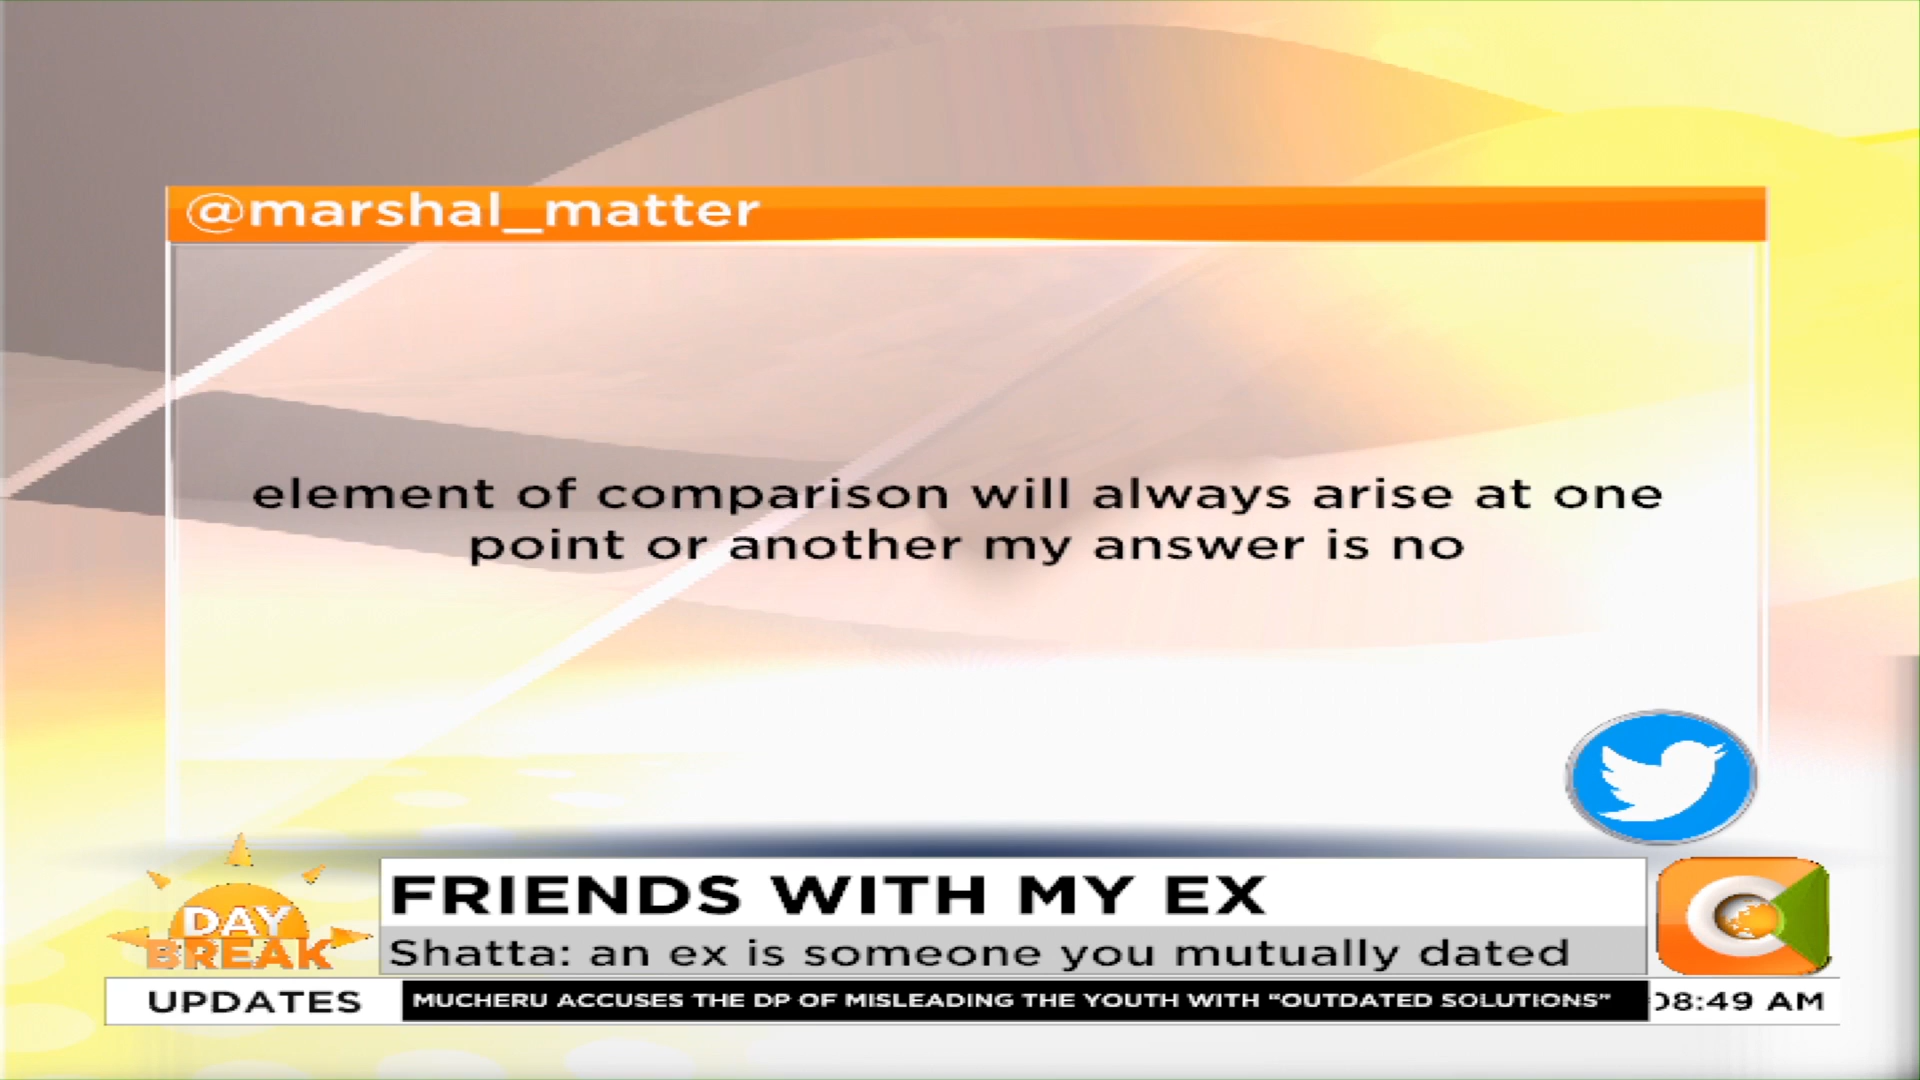 @marshal_matter
element of comparison will always arise at one
point or another my answer is no
DAY
BREAK
FRIENDS WITH MY EX
Shatta: an ex is someone you mutually dated
UPDATES
MUCHERU ACCUSES THE DP OF MISLEADING THE YOUTH WITH “OUTDATED SOLUTIONS”
08:49 AM